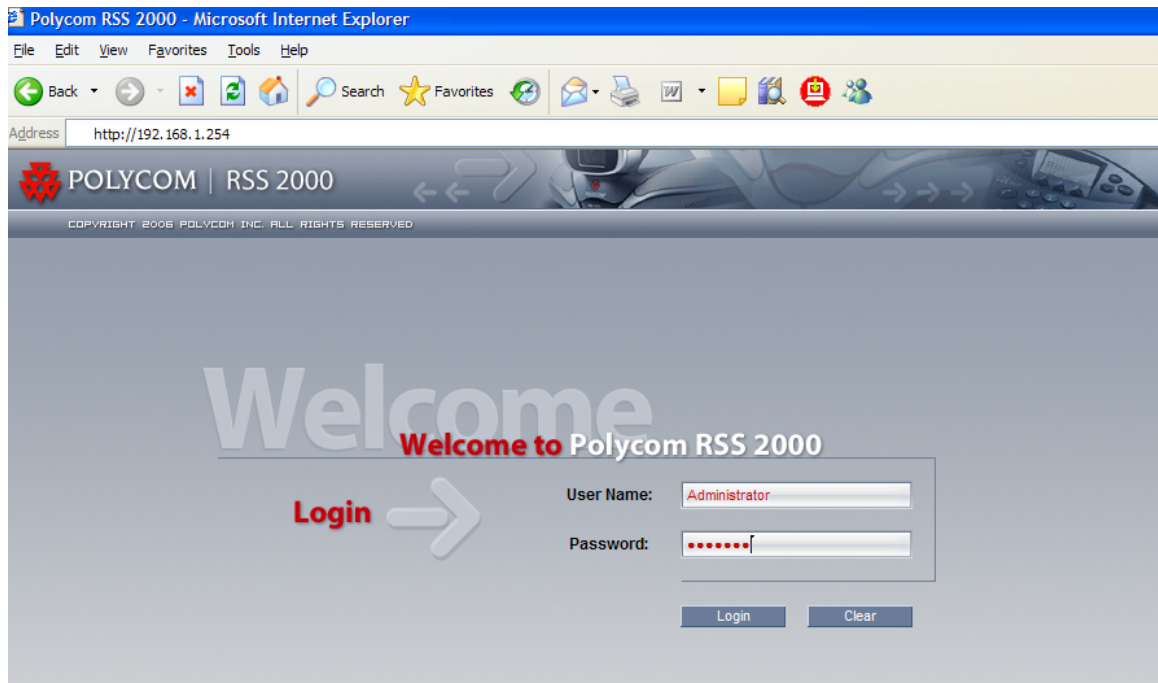 Polycom RSS 2000 - Microsoft Internet Explorer
File Edit View Favorites Tools Help
Back Search Favorites
Address http://192.168.1.254
POLYCOM | RSS 2000
COPYRIGHT 2006 POLYCOM INC. ALL RIGHTS RESERVED
Welcome
Welcome to Polycom RSS 2000
User Name: Administrator
Login
Password: •••••••
Login Clear